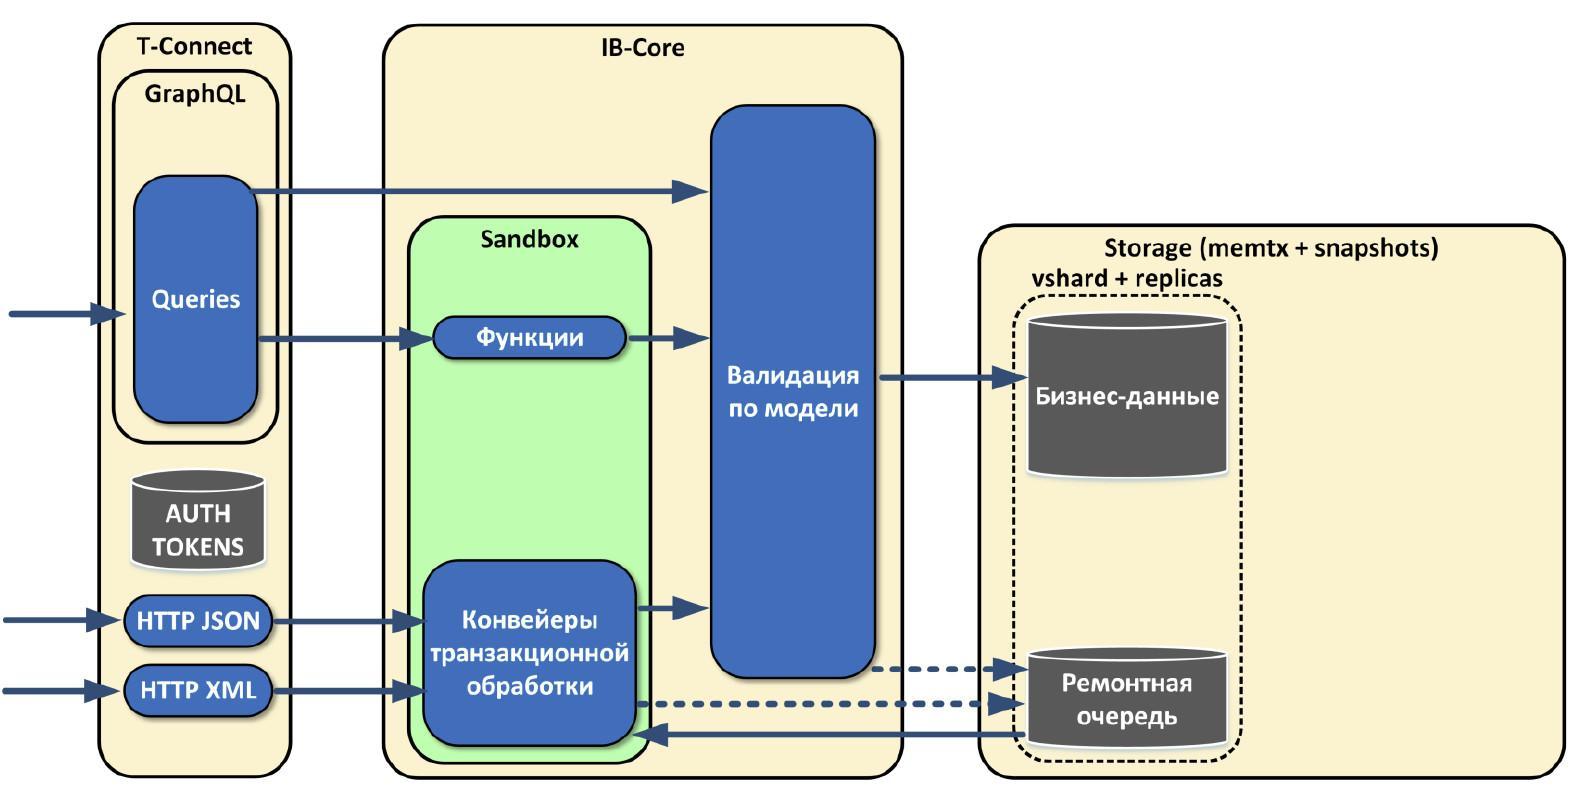 T-Connect
GraphQL
Queries
AUTH
TOKENS
HTTP JSON
HTTP XML
IB-Core
Sandbox
Функции
Конвейеры
транзакционной
обработки
Валидация
по модели
Storage (memtx + snapshots)
vshard + replicas
Бизнес-данные
Ремонтная
очередь